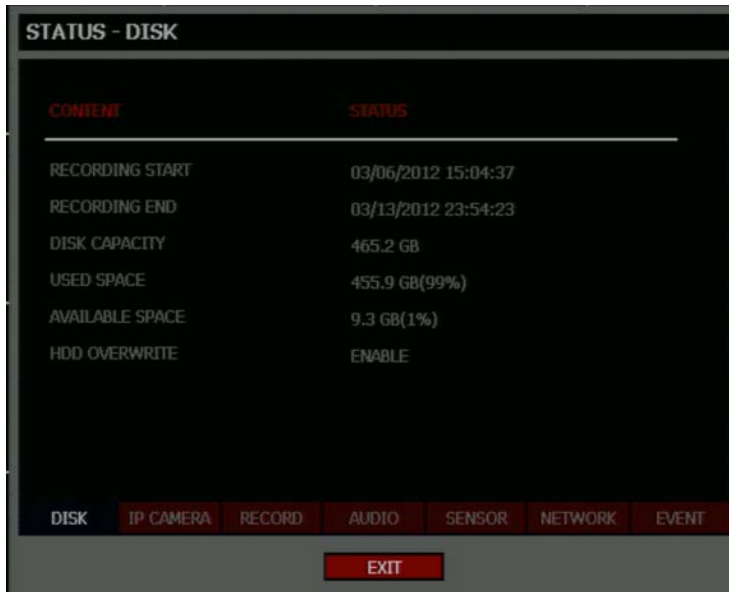 STATUS - DISK
CONTENT STATUS
RECORDING START 03/06/2012 15:04:37
RECORDING END 03/13/2012 23:54:23
DISK CAPACITY 465.2 GB
USED SPACE 455.9 GB(99%)
AVAILABLE SPACE 9.3 GB(1%)
HDD OVERWRITE ENABLE
DISK IP CAMERA RECORD AUDIO SENSOR NETWORK EVENT
EXIT